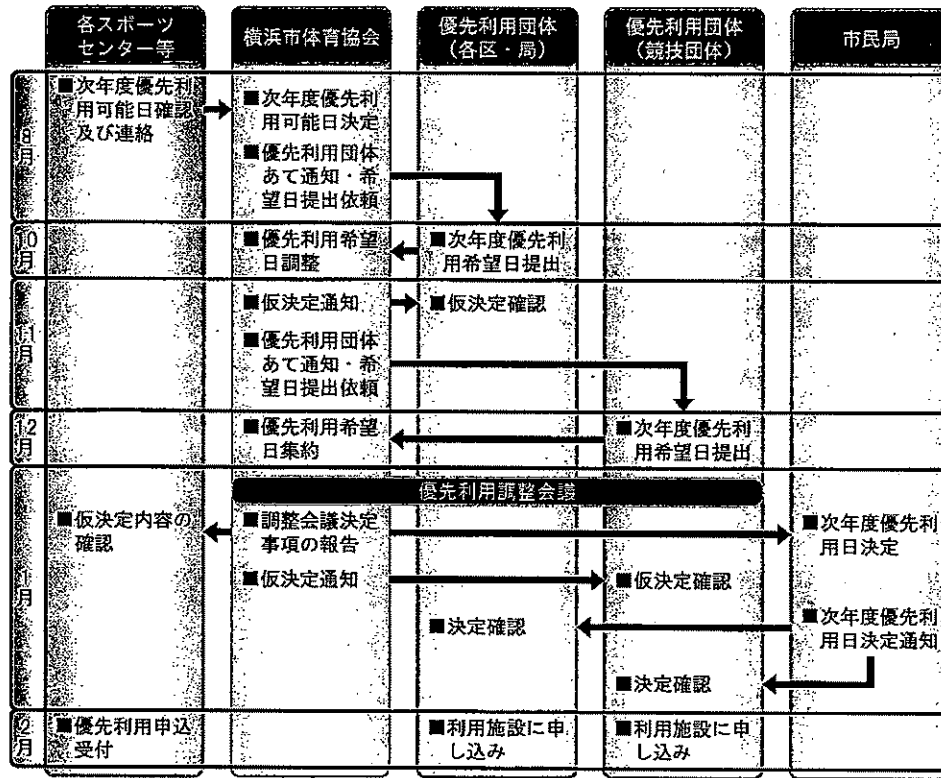 各スポーツ
センター等
横浜市体育協会
優先利用団体
(各区・局)
優先利用団体
(競技団体)
市民局
8月
■次年度優先利
用可能日確認
及び連絡
■次年度優先利
用可能日決定
■優先利用団体
あて通知・希
望日提出依頼
10月
■優先利用希望
日調整
■次年度優先利
用希望日提出
11月
■仮決定通知
■仮決定確認
■優先利用団体
あて通知・希
望日提出依頼
12月
■優先利用希望
日集約
■次年度優先利
用希望日提出
1月
優先利用調整会議
■仮決定内容の
確認
■調整会議決定
事項の報告
■次年度優先利
用日決定
■仮決定通知
■仮決定確認
■決定確認
■次年度優先利
用日決定通知
■決定確認
2月
■優先利用申込
受付
■利用施設に申
し込み
■利用施設に申
し込み